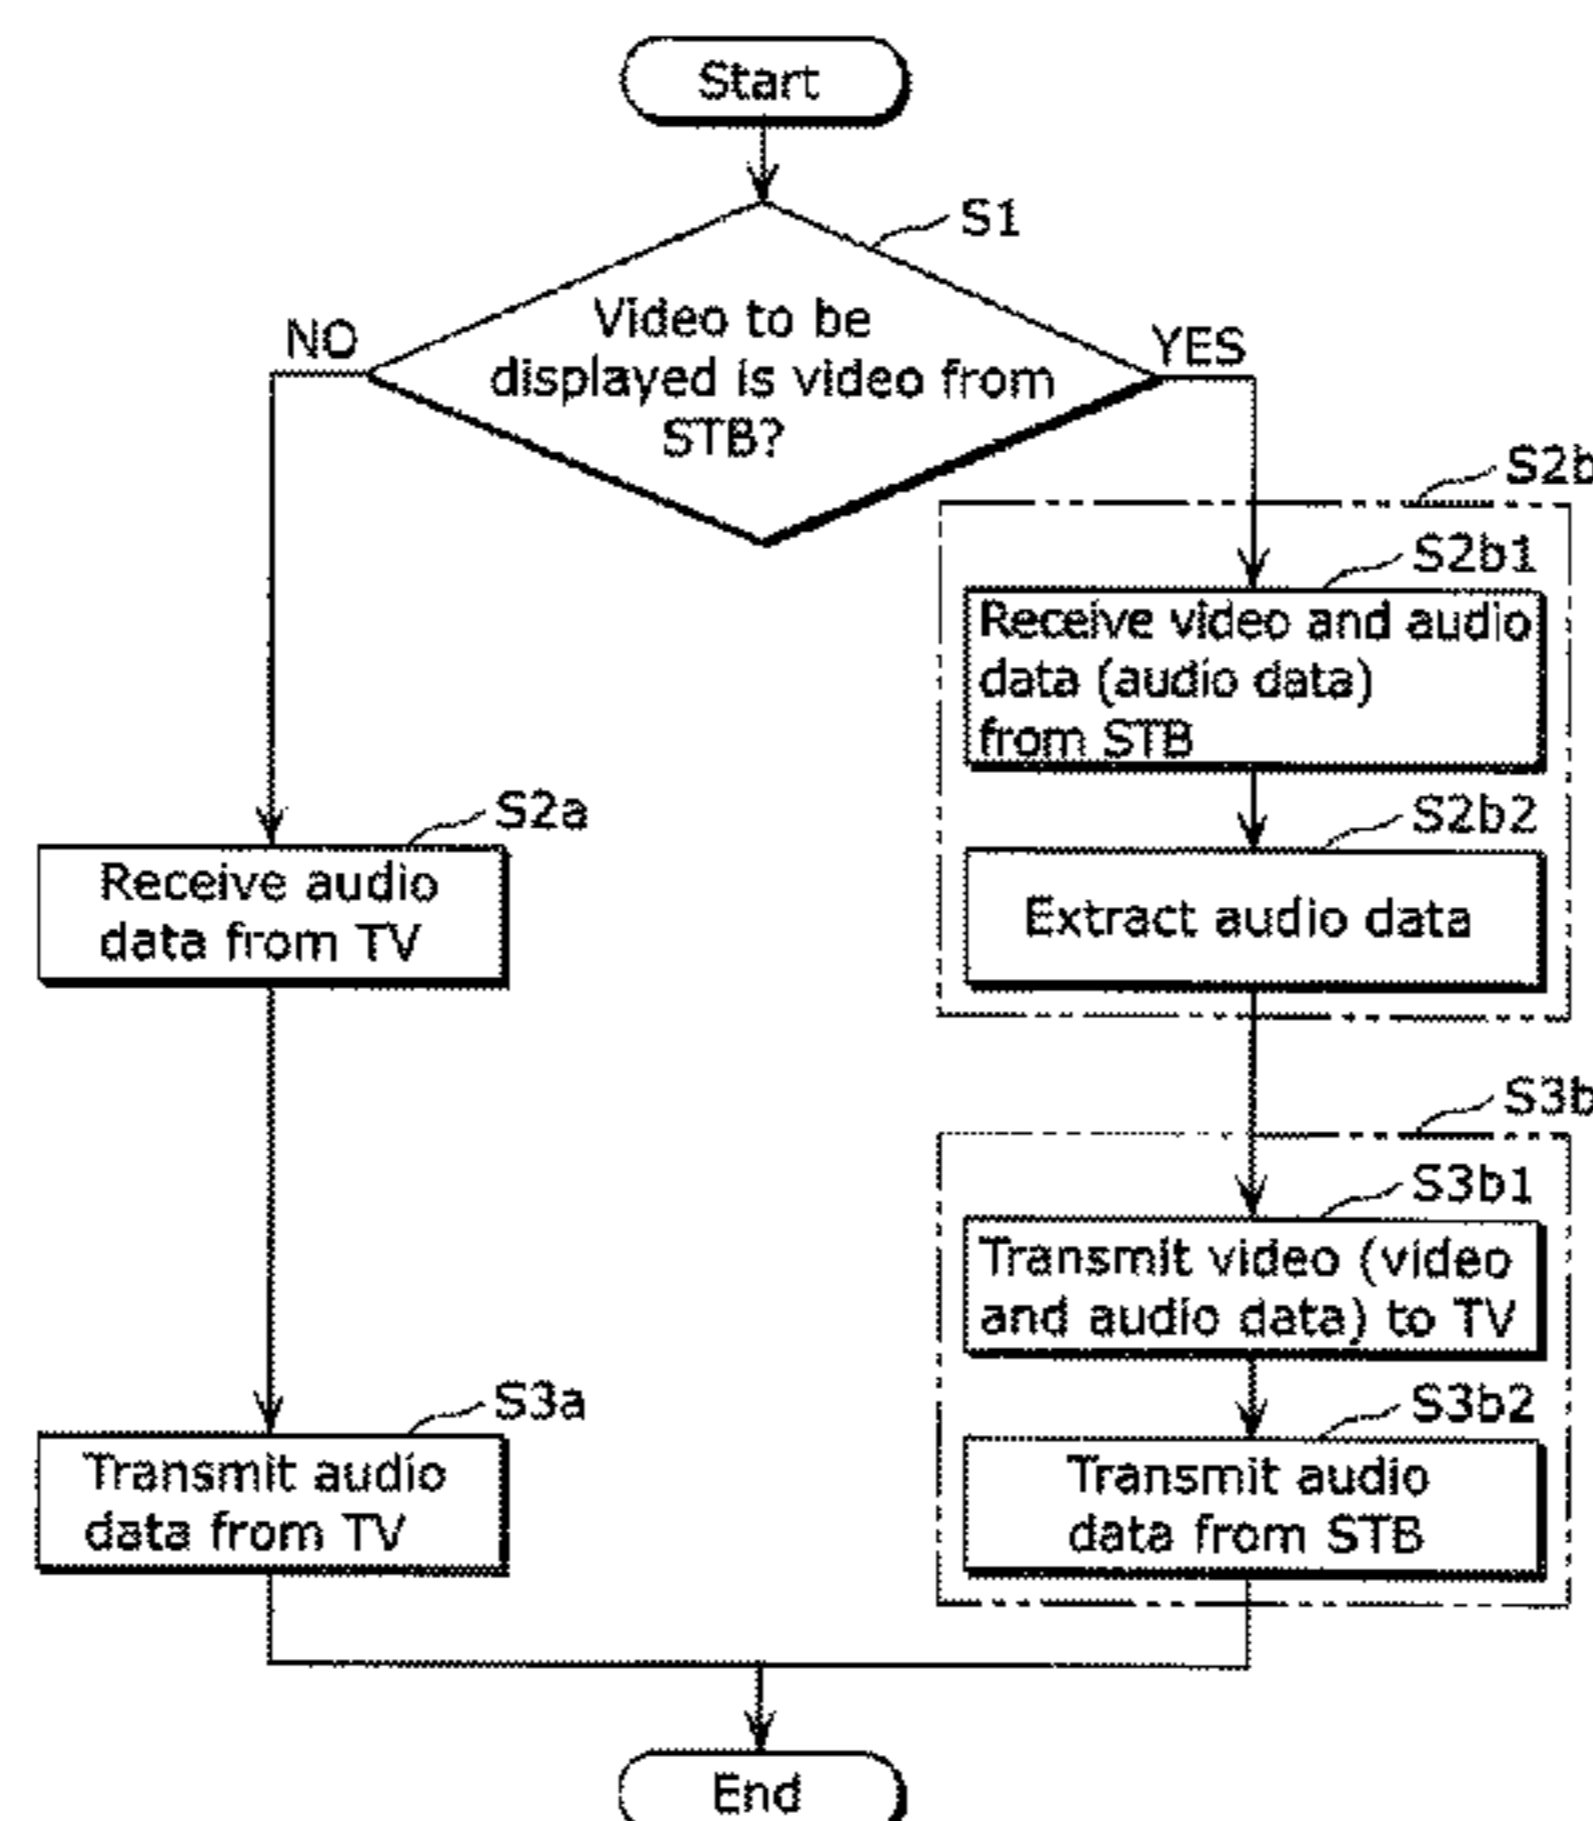 Start
S1
Video to be
displayed is video from
STB?
NO
YES
S2b
S2b1
Receive video and audio
data (audio data)
from STB
S2a
Receive audio
data from TV
S2b2
Extract audio data
S3b
S3b1
Transmit video (video
and audio data) to TV
S3a
Transmit audio
data from TV
S3b2
Transmit audio
data from STB
End